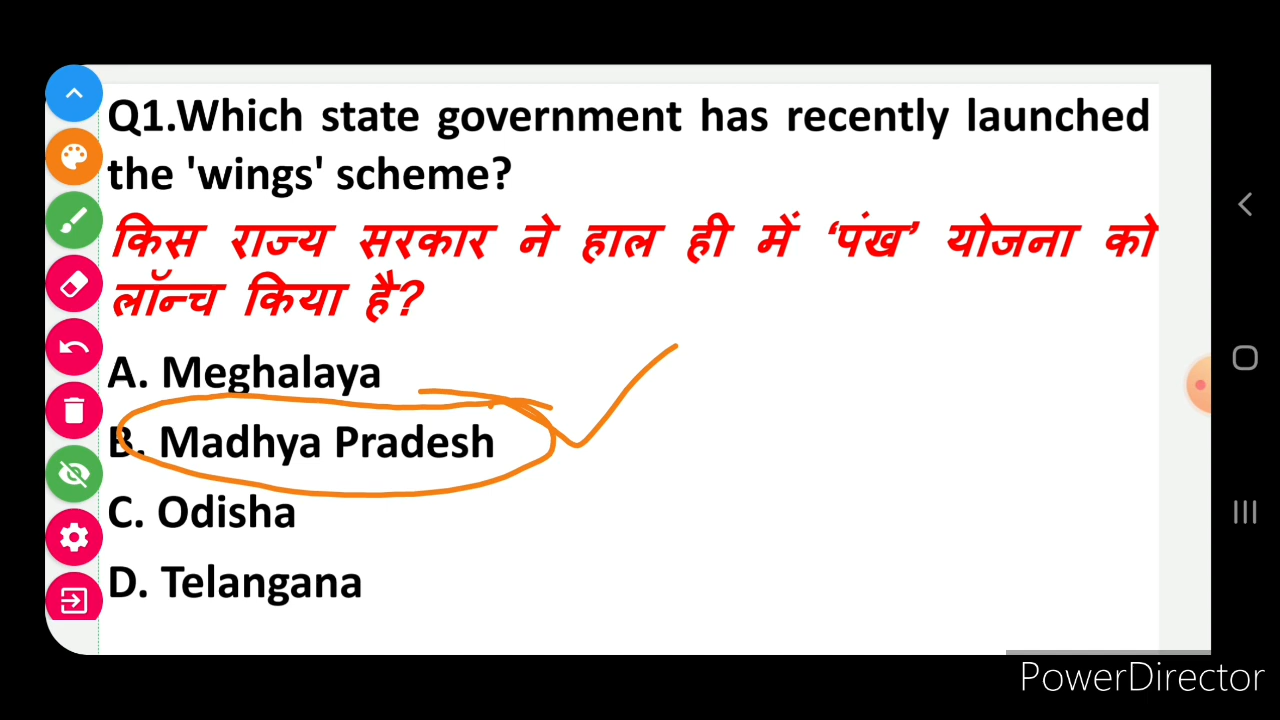 Q1.Which state government has recently launched
the 'wings' scheme?
किस राज्य सरकार ने हाल ही में ‘पंख’ योजना को
लॉन्च किया है?
A. Meghalaya
B. Madhya Pradesh
C. Odisha
D. Telangana
PowerDirector